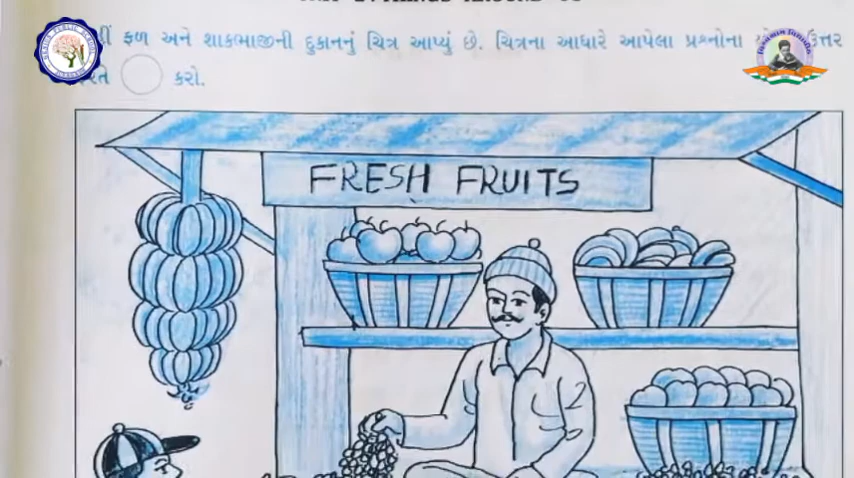 ફળ અને શાકભાજીની દુકાનનું ચિત્ર આપ્યું છે. ચિત્રના આધારે આપેલા પ્રશ્નોના ઉત્તર
કરો.
FRESH FRUITS